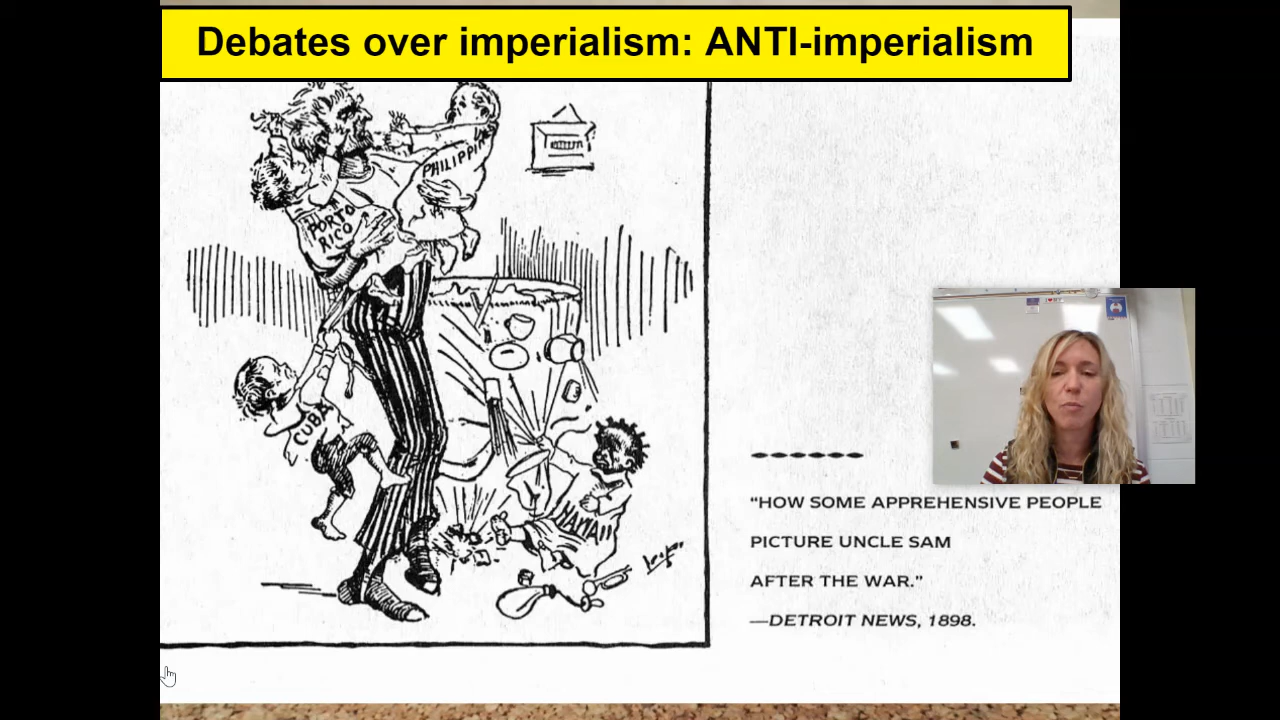 Debates over imperialism: ANTI-imperialism
PHILIPPIN
PORTO
RICO
CUBA
HAWAII
“HOW SOME APPREHENSIVE PEOPLE
PICTURE UNCLE SAM
AFTER THE WAR.”
—DETROIT NEWS, 1898.